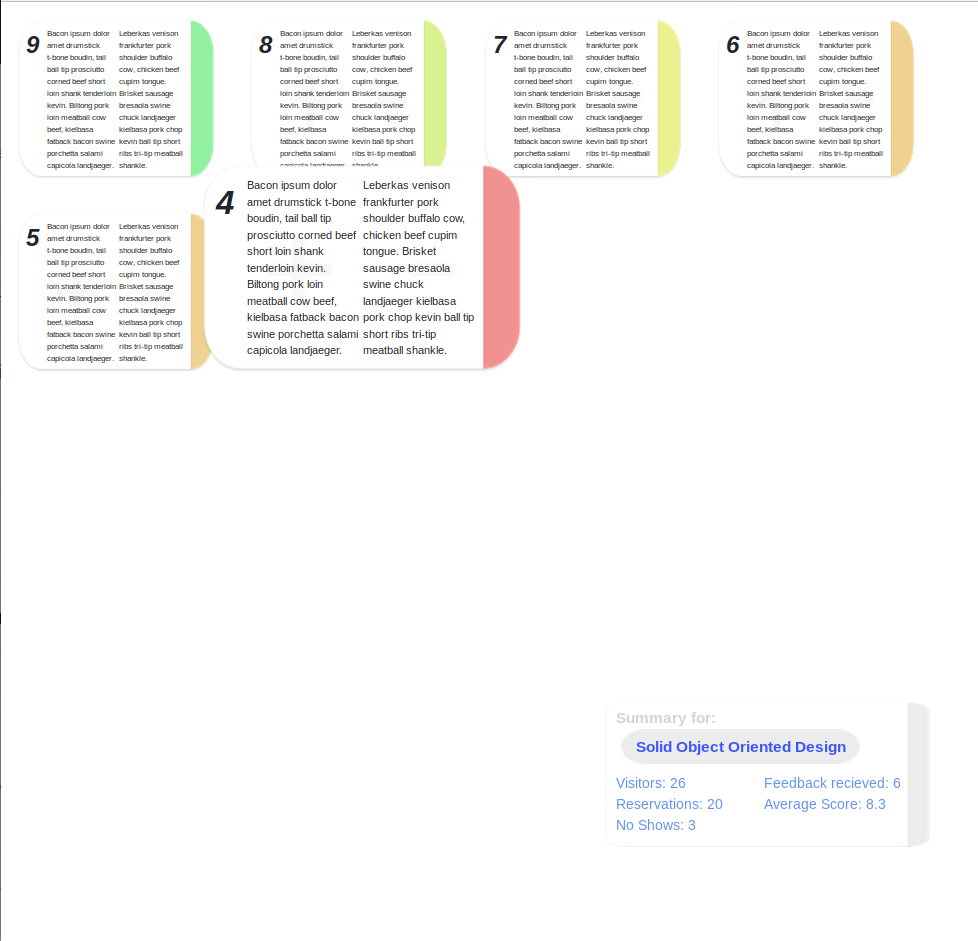 9
Bacon ipsum dolor
amet drumstick
t-bone boudin, tail
ball tip prosciutto
corned beef short
loin shank tenderloin
kevin. Biltong pork
loin meatball cow
beef, kielbasa
fatback bacon swine
porchetta salami
capicola landjaeger.
Leberkas venison
frankfurter pork
shoulder buffalo
cow, chicken beef
cupim tongue.
Brisket sausage
bresaola swine
chuck landjaeger
kielbasa pork chop
kevin ball tip short
ribs tri-tip meatball
shankle.
8
Bacon ipsum dolor
amet drumstick
t-bone boudin, tail
ball tip prosciutto
corned beef short
loin shank tenderloin
kevin. Biltong pork
loin meatball cow
beef, kielbasa
fatback bacon swine
porchetta salami
capicola landjaeger.
Leberkas venison
frankfurter pork
shoulder buffalo
cow, chicken beef
cupim tongue.
Brisket sausage
bresaola swine
chuck landjaeger
kielbasa pork chop
kevin ball tip short
ribs tri-tip meatball
shankle.
7
Bacon ipsum dolor
amet drumstick
t-bone boudin, tail
ball tip prosciutto
corned beef short
loin shank tenderloin
kevin. Biltong pork
loin meatball cow
beef, kielbasa
fatback bacon swine
porchetta salami
capicola landjaeger.
Leberkas venison
frankfurter pork
shoulder buffalo
cow, chicken beef
cupim tongue.
Brisket sausage
bresaola swine
chuck landjaeger
kielbasa pork chop
kevin ball tip short
ribs tri-tip meatball
shankle.
6
Bacon ipsum dolor
amet drumstick
t-bone boudin, tail
ball tip prosciutto
corned beef short
loin shank tenderloin
kevin. Biltong pork
loin meatball cow
beef, kielbasa
fatback bacon swine
porchetta salami
capicola landjaeger.
Leberkas venison
frankfurter pork
shoulder buffalo
cow, chicken beef
cupim tongue.
Brisket sausage
bresaola swine
chuck landjaeger
kielbasa pork chop
kevin ball tip short
ribs tri-tip meatball
shankle.
5
Bacon ipsum dolor
amet drumstick
t-bone boudin, tail
ball tip prosciutto
corned beef short
loin shank tenderloin
kevin. Biltong pork
loin meatball cow
beef, kielbasa
fatback bacon swine
porchetta salami
capicola landjaeger.
Leberkas venison
frankfurter pork
shoulder buffalo
cow, chicken beef
cupim tongue.
Brisket sausage
bresaola swine
chuck landjaeger
kielbasa pork chop
kevin ball tip short
ribs tri-tip meatball
shankle.
4
Bacon ipsum dolor
amet drumstick t-bone
boudin, tail ball tip
prosciutto corned beef
short loin shank
tenderloin kevin.
Biltong pork loin
meatball cow beef,
kielbasa fatback bacon
swine porchetta salami
capicola landjaeger.
Leberkas venison
frankfurter pork
shoulder buffalo cow,
chicken beef cupim
tongue. Brisket
sausage bresaola
swine chuck
landjaeger kielbasa
pork chop kevin ball tip
short ribs tri-tip
meatball shankle.
Summary for:
Solid Object Oriented Design
Visitors: 26
Reservations: 20
No Shows: 3
Feedback recieved: 6
Average Score: 8.3